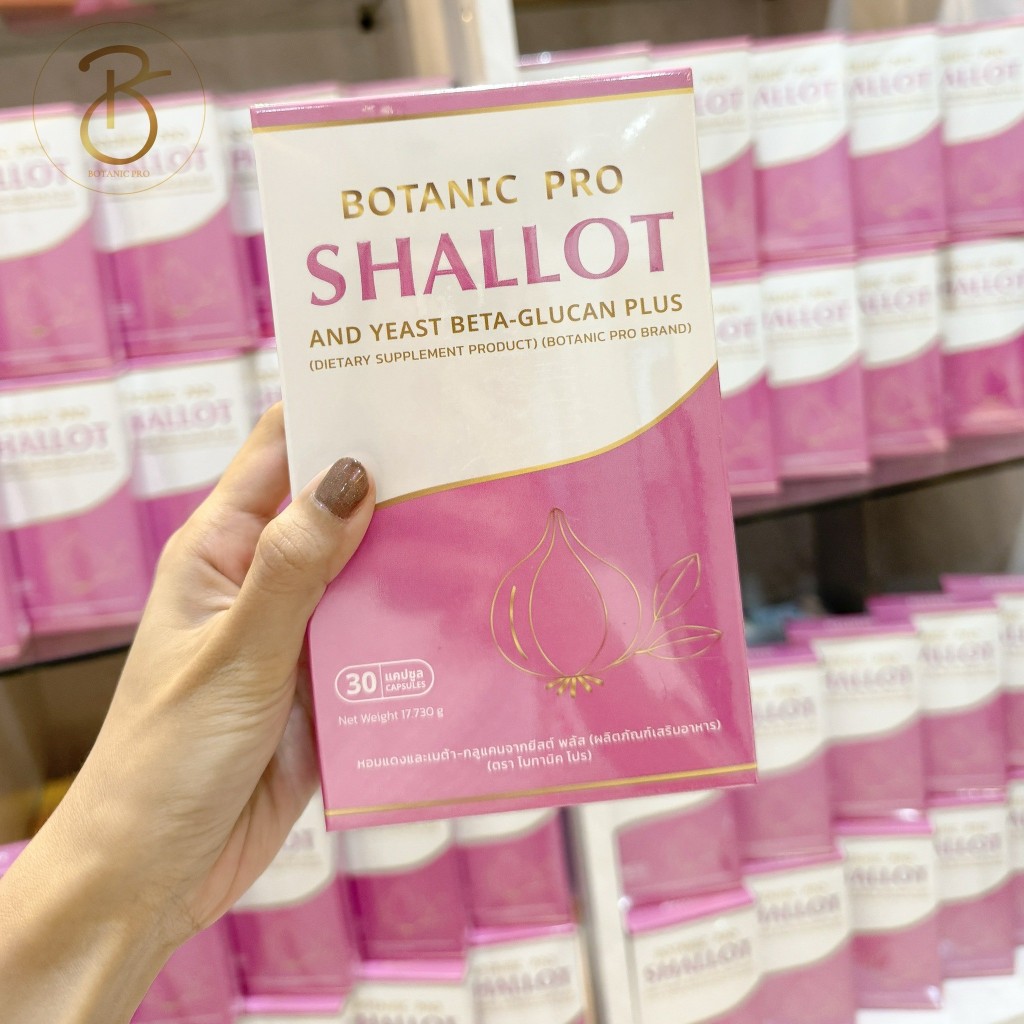 BOTANIC PRO
BOTANIC PRO
SHALLOT
AND YEAST BETA-GLUCAN PLUS
(DIETARY SUPPLEMENT PRODUCT) (BOTANIC PRO BRAND)
30 แคปซูล
CAPSULES
Net Weight 17.730 g
หอมแดงและเบต้า-กลูแคนจากยีสต์ พลัส (ผลิตภัณฑ์เสริมอาหาร)
(ตรา โบทานิค โปร)
BOTANIC PRO
SHALLOT
SHALLOT